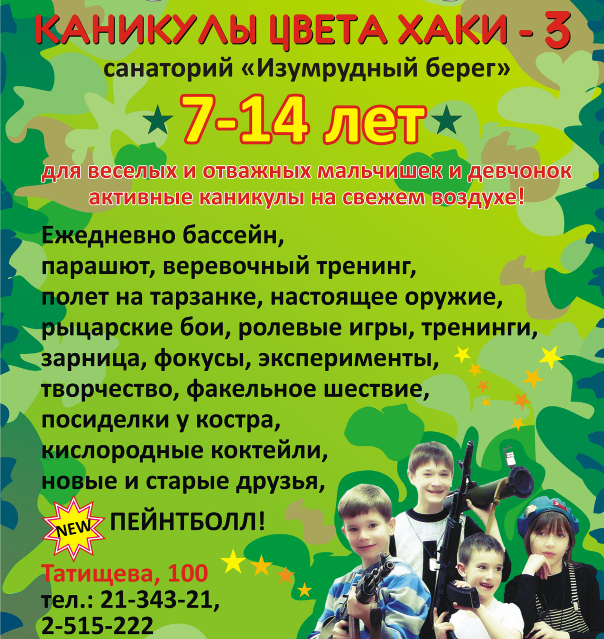 КАНИКУЛЫ ЦВЕТА ХАКИ - 3
санаторий «Изумрудный берег»
7-14 лет
для веселых и отважных мальчишек и девчонок
активные каникулы на свежем воздухе!
Ежедневно бассейн,
парашют, веревочный тренинг,
полет на тарзанке, настоящее оружие,
рыцарские бои, ролевые игры, тренинги,
зарница, фокусы, эксперименты,
творчество, факельное шествие,
посиделки у костра,
кислородные коктейли,
новые и старые друзья,
NEW ПЕЙНТБОЛЛ!
Татищева, 100
тел.: 21-343-21,
2-515-222